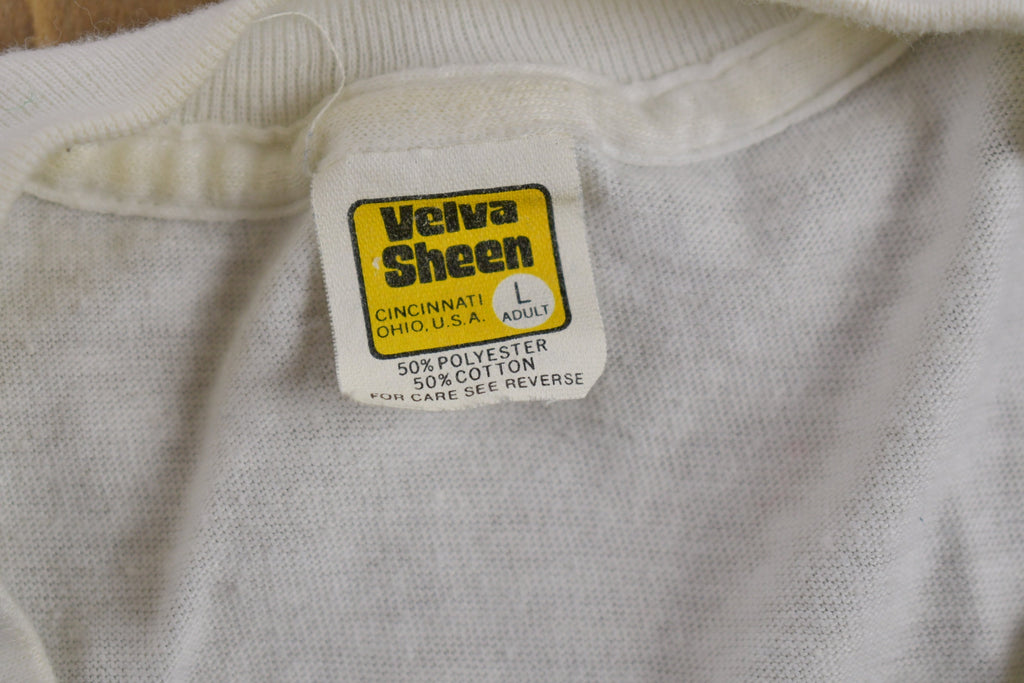 Velva
Sheen
CINCINNATI
OHIO, U.S.A.
L
ADULT
50% POLYESTER
50% COTTON
FOR CARE SEE REVERSE